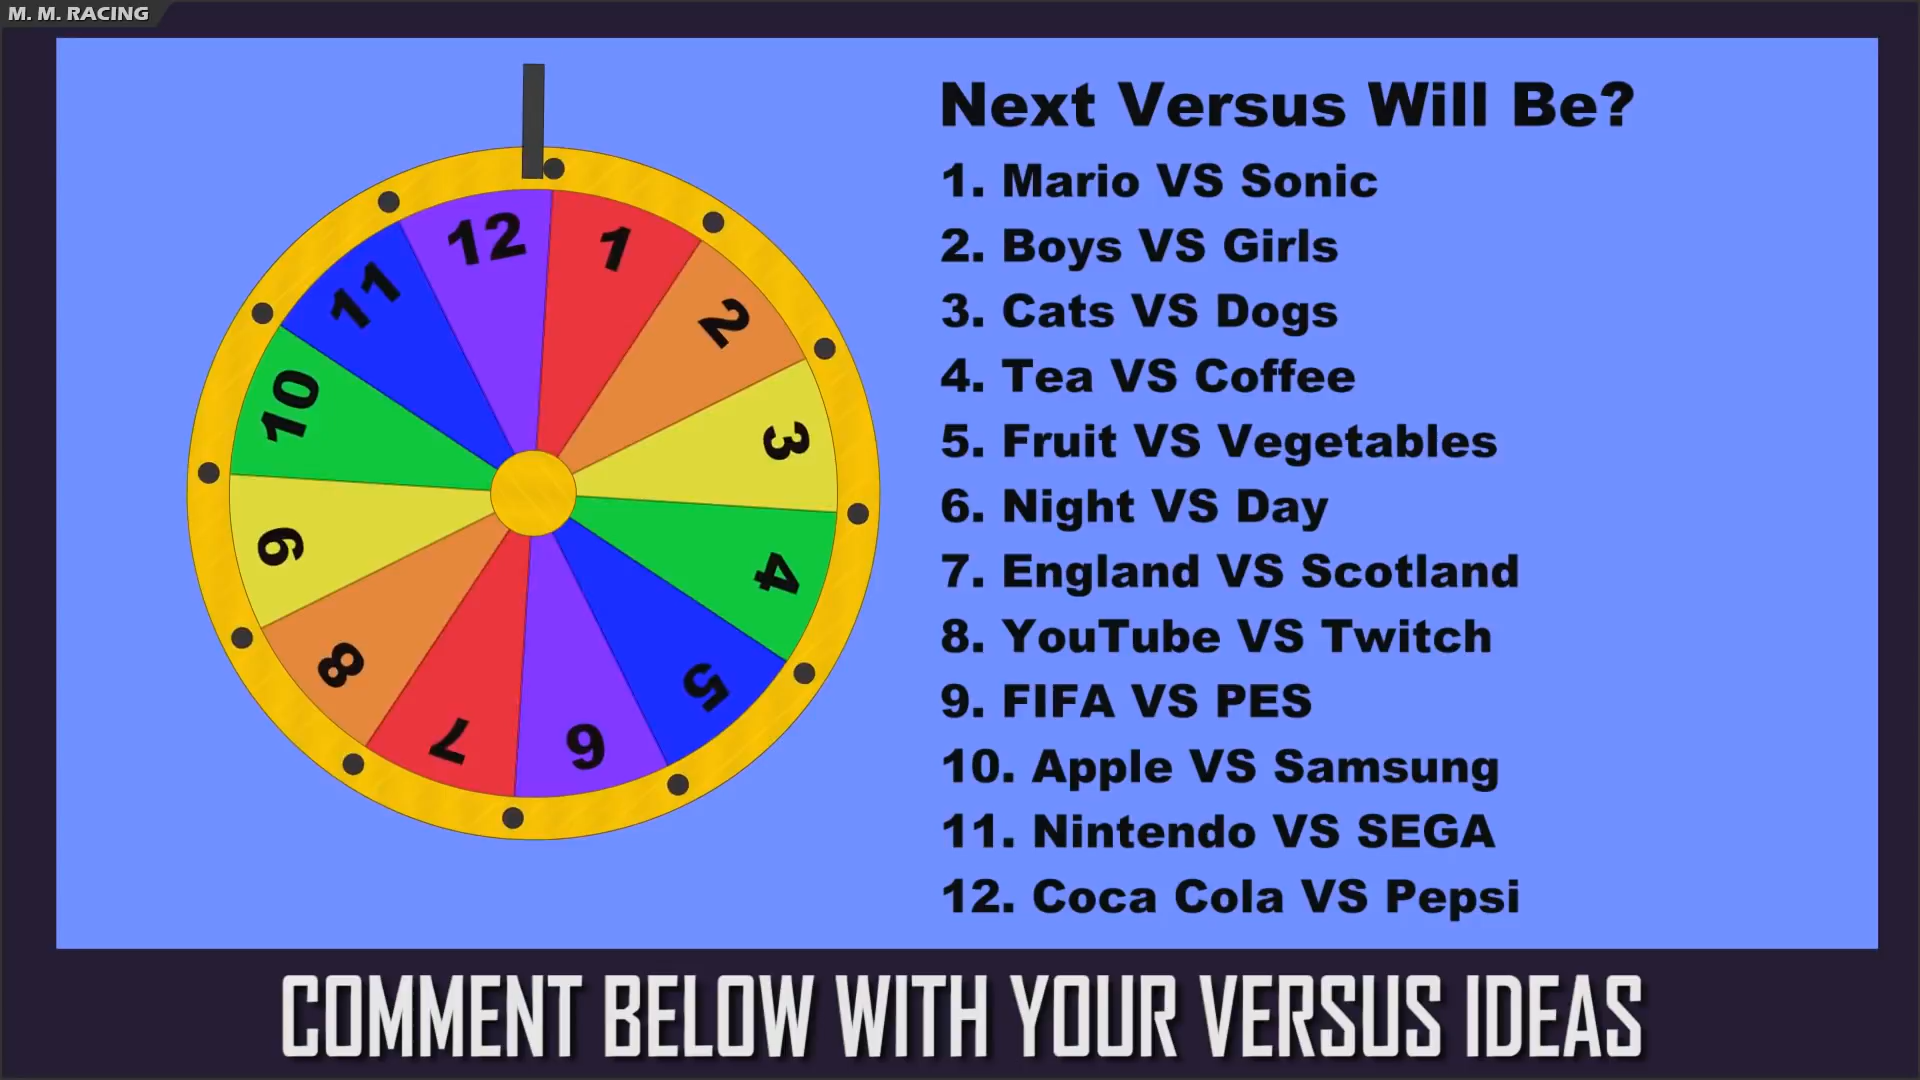 M. M. RACING
Next Versus Will Be?
1. Mario VS Sonic
2. Boys VS Girls
3. Cats VS Dogs
4. Tea VS Coffee
5. Fruit VS Vegetables
6. Night VS Day
7. England VS Scotland
8. YouTube VS Twitch
9. FIFA VS PES
10. Apple VS Samsung
11. Nintendo VS SEGA
12. Coca Cola VS Pepsi
1
2
3
4
5
6
7
8
9
10
11
12
COMMENT BELOW WITH YOUR VERSUS IDEAS